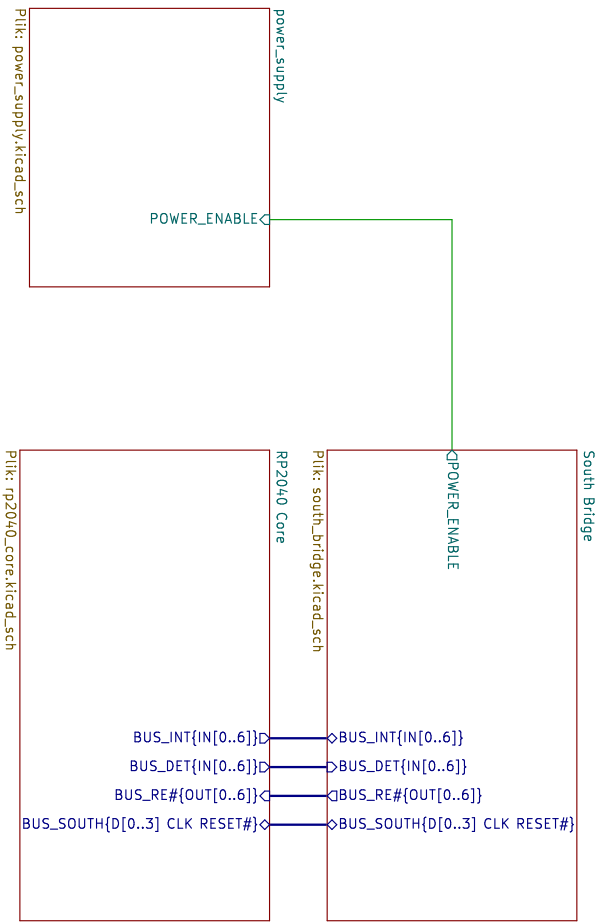 power_supply
Plik: power_supply.kicad_sch
POWER_ENABLE
RP2040 Core
Plik: rp2040_core.kicad_sch
BUS_INT{IN[0..6]}
BUS_DET{IN[0..6]}
BUS_RE#{OUT[0..6]}
BUS_SOUTH{D[0..3] CLK RESET#}
South Bridge
Plik: south_bridge.kicad_sch
POWER_ENABLE
BUS_INT{IN[0..6]}
BUS_DET{IN[0..6]}
BUS_RE#{OUT[0..6]}
BUS_SOUTH{D[0..3] CLK RESET#}